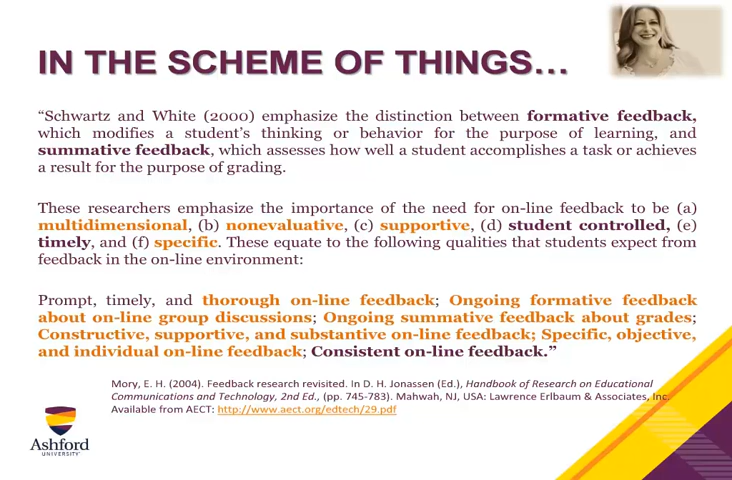 IN THE SCHEME OF THINGS...
“Schwartz and White (2000) emphasize the distinction between formative feedback,
which modifies a student’s thinking or behavior for the purpose of learning, and
summative feedback, which assesses how well a student accomplishes a task or achieves
a result for the purpose of grading.
These researchers emphasize the importance of the need for on-line feedback to be (a)
multidimensional, (b) nonevaluative, (c) supportive, (d) student controlled, (e)
timely, and (f) specific. These equate to the following qualities that students expect from
feedback in the on-line environment:
Prompt, timely, and thorough on-line feedback; Ongoing formative feedback
about on-line group discussions; Ongoing summative feedback about grades;
Constructive, supportive, and substantive on-line feedback; Specific, objective,
and individual on-line feedback; Consistent on-line feedback.”
Mory, E. H. (2004). Feedback research revisited. In D. H. Jonassen (Ed.), Handbook of Research on Educational
Communications and Technology, 2nd Ed., (pp. 745-783). Mahwah, NJ, USA: Lawrence Erlbaum & Associates, Inc.
Available from AECT: http://www.aect.org/edtech/29.pdf
Ashford
UNIVERSITY